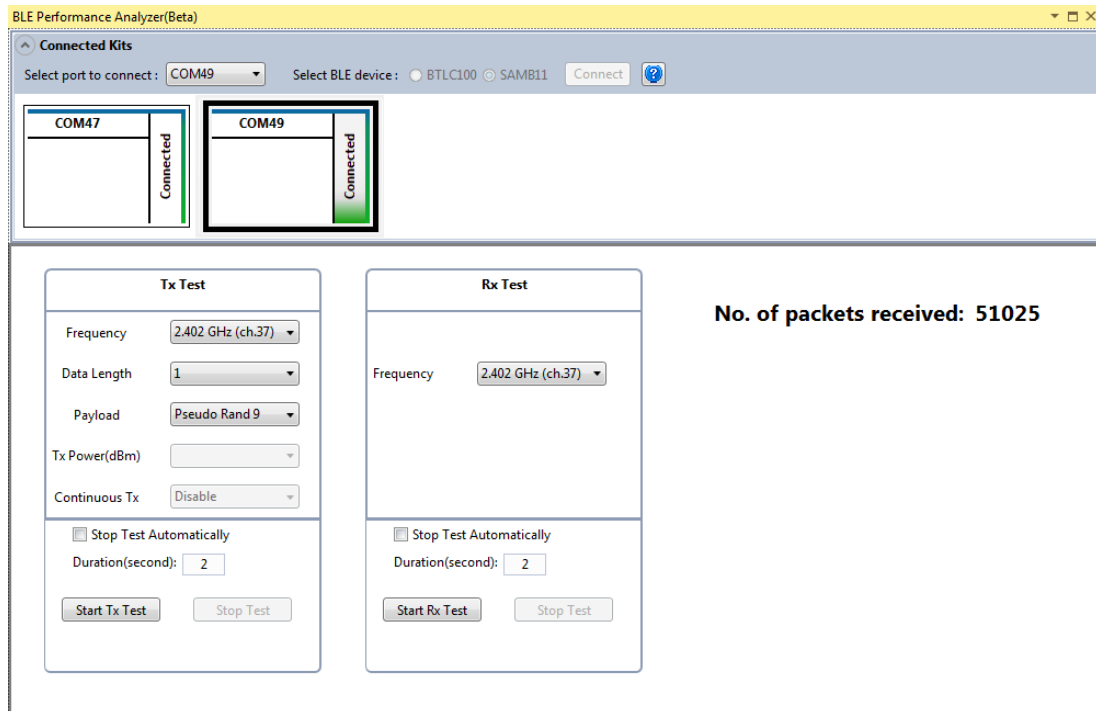 BLE Performance Analyzer(Beta)
Connected Kits
Select port to connect : COM49 Select BLE device : BTLC100 SAMB11 Connect
COM47 Connected
COM49 Connected
Tx Test
Frequency 2.402 GHz (ch.37)
Data Length 1
Payload Pseudo Rand 9
Tx Power(dBm)
Continuous Tx Disable
Stop Test Automatically
Duration(second): 2
Start Tx Test Stop Test
Rx Test
Frequency 2.402 GHz (ch.37)
Stop Test Automatically
Duration(second): 2
Start Rx Test Stop Test
No. of packets received: 51025